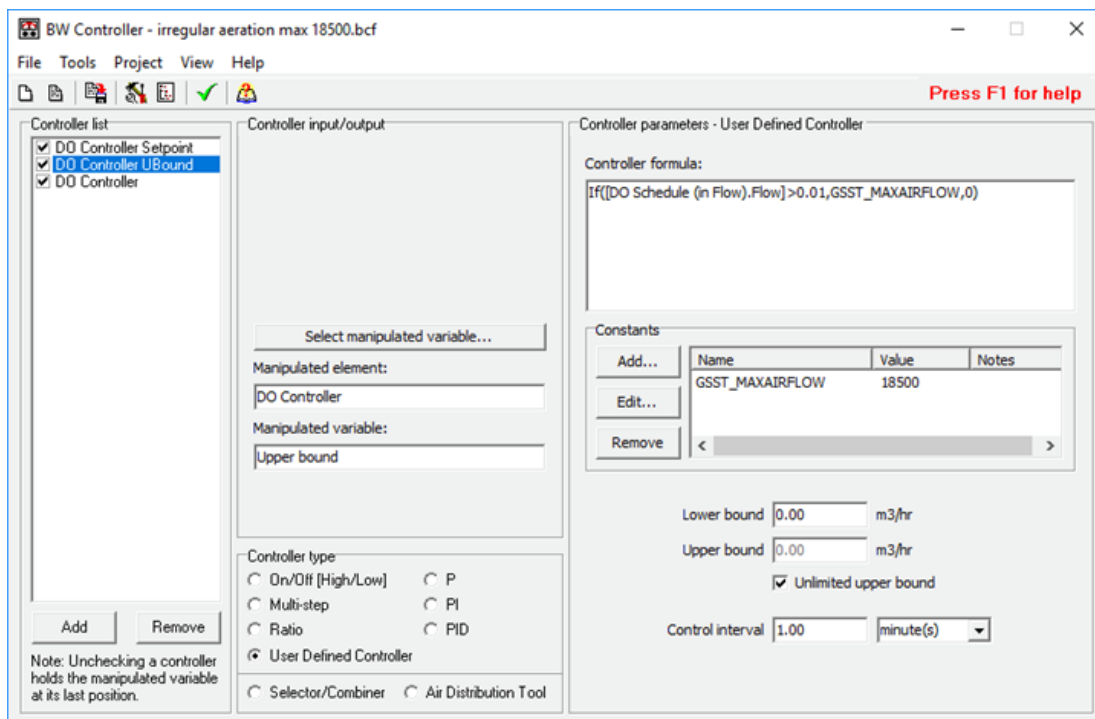 BW Controller - irregular aeration max 18500.bcf
File Tools Project View Help
Press F1 for help
Controller list
DO Controller Setpoint
DO Controller UBound
DO Controller
Add Remove
Note: Unchecking a controller
holds the manipulated variable
at its last position.
Controller input/output
Select manipulated variable...
Manipulated element:
DO Controller
Manipulated variable:
Upper bound
Controller type
On/Off [High/Low] P
Multi-step PI
Ratio PID
User Defined Controller
Selector/Combiner Air Distribution Tool
Controller parameters - User Defined Controller
Controller formula:
If([DO Schedule (in Flow).Flow]>0.01,GSST_MAXAIRFLOW,0)
Constants
Add...
Edit...
Remove
Name Value Notes
GSST_MAXAIRFLOW 18500
Lower bound 0.00 m3/hr
Upper bound 0.00 m3/hr
Unlimited upper bound
Control interval 1.00 minute(s)